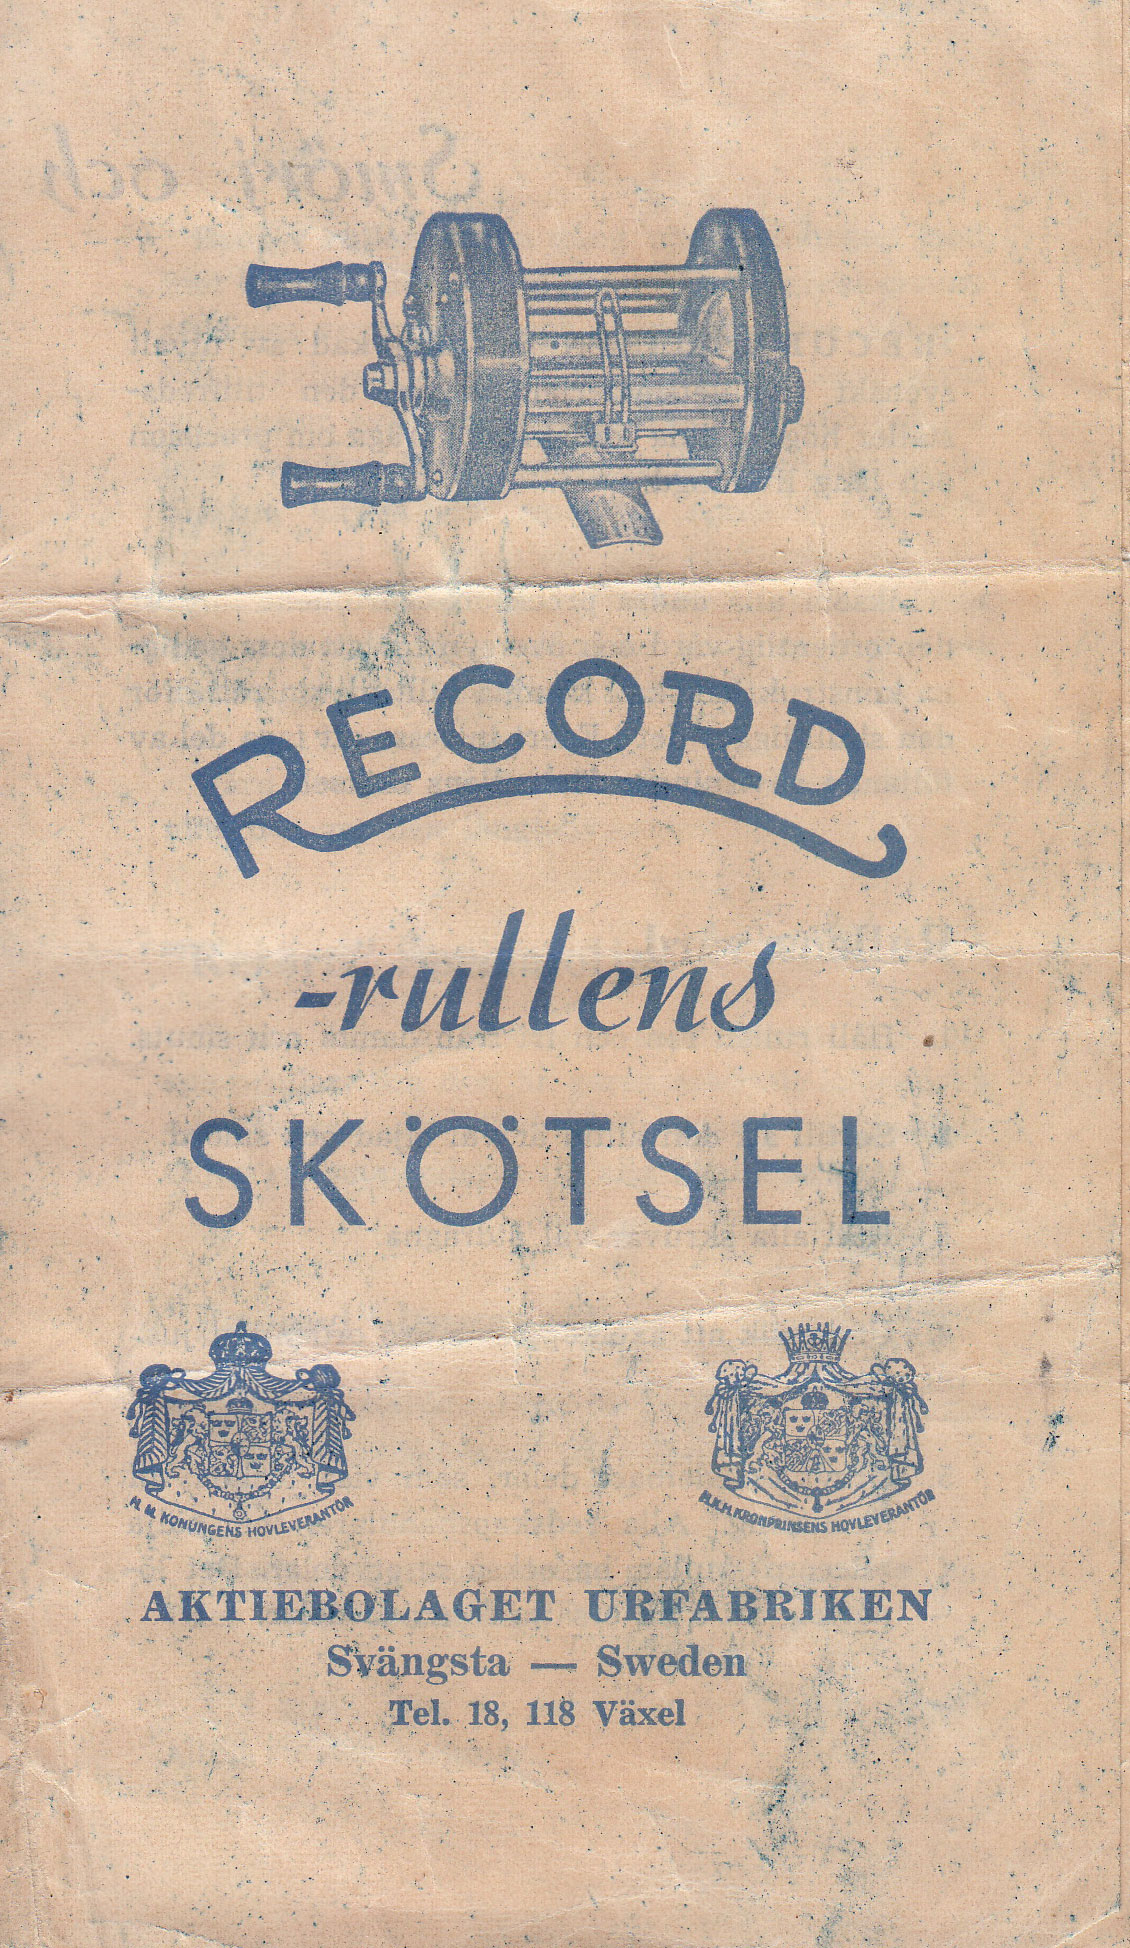 RECORD
-rullens
SKÖTSEL
H. M. KONUNGENS HOVLEVERANTÖR
H.K.H. KRONPRINSENS HOVLEVERANTÖR
AKTIEBOLAGET URFABRIKEN
Svängsta — Sweden
Tel. 18, 118 Växel